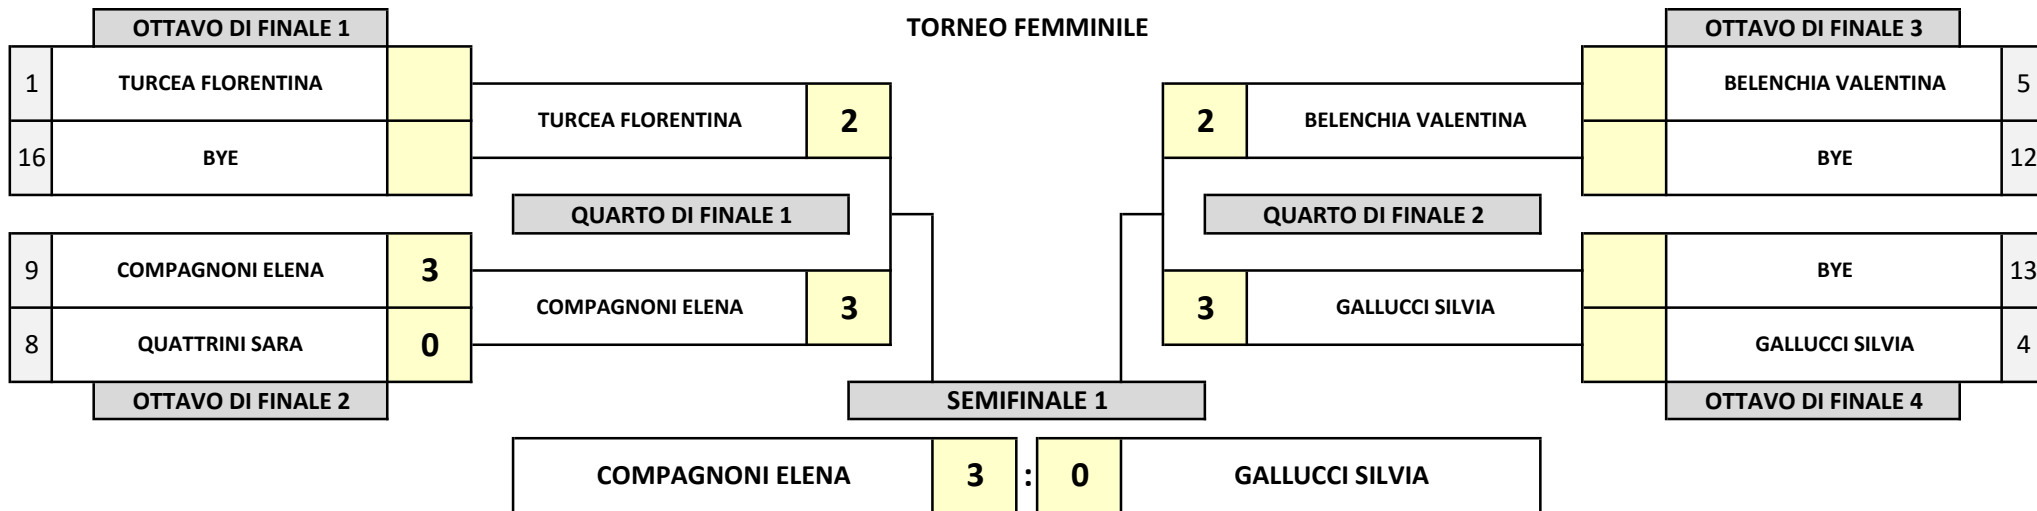 OTTAVO DI FINALE 1 TORNEO FEMMINILE OTTAVO DI FINALE 3
1 TURCEA FLORENTINA BELENCHIA VALENTINA 5
TURCEA FLORENTINA 2 2 BELENCHIA VALENTINA
16 BYE BYE 12
QUARTO DI FINALE 1 QUARTO DI FINALE 2
9 COMPAGNONI ELENA 3 BYE 13
COMPAGNONI ELENA 3 3 GALLUCCI SILVIA
8 QUATTRINI SARA 0 GALLUCCI SILVIA 4
OTTAVO DI FINALE 2 SEMIFINALE 1 OTTAVO DI FINALE 4
COMPAGNONI ELENA 3 : 0 GALLUCCI SILVIA